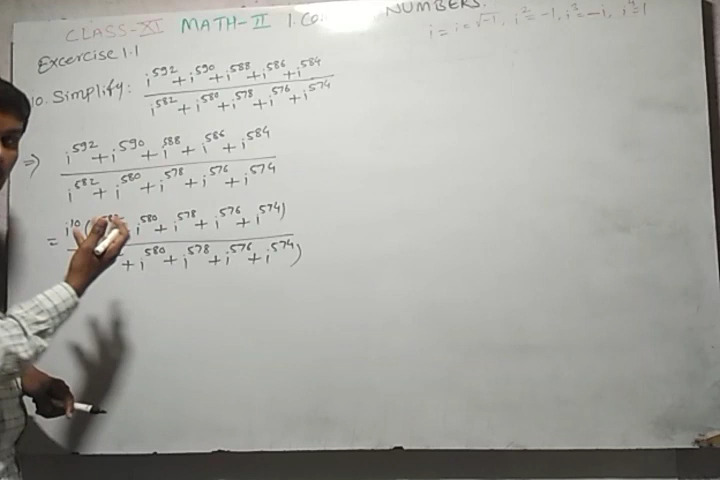 CLASS-XI MATH-II 1. Co NUMBERS.
i = i = √-1, i² = -1, i³ = -i, i⁴ = 1
Excercise 1.1
10. Simplify: i⁵⁹² + i⁵⁹⁰ + i⁵⁸⁸ + i⁵⁸⁶ + i⁵⁸⁴
i⁵⁸² + i⁵⁸⁰ + i⁵⁷⁸ + i⁵⁷⁶ + i⁵⁷⁴
⇒ i⁵⁹² + i⁵⁹⁰ + i⁵⁸⁸ + i⁵⁸⁶ + i⁵⁸⁴
i⁵⁸² + i⁵⁸⁰ + i⁵⁷⁸ + i⁵⁷⁶ + i⁵⁷⁴
= i¹⁰ ( i⁵⁸⁰ + i⁵⁷⁸ + i⁵⁷⁶ + i⁵⁷⁴)
+ i⁵⁸⁰ + i⁵⁷⁸ + i⁵⁷⁶ + i⁵⁷⁴)